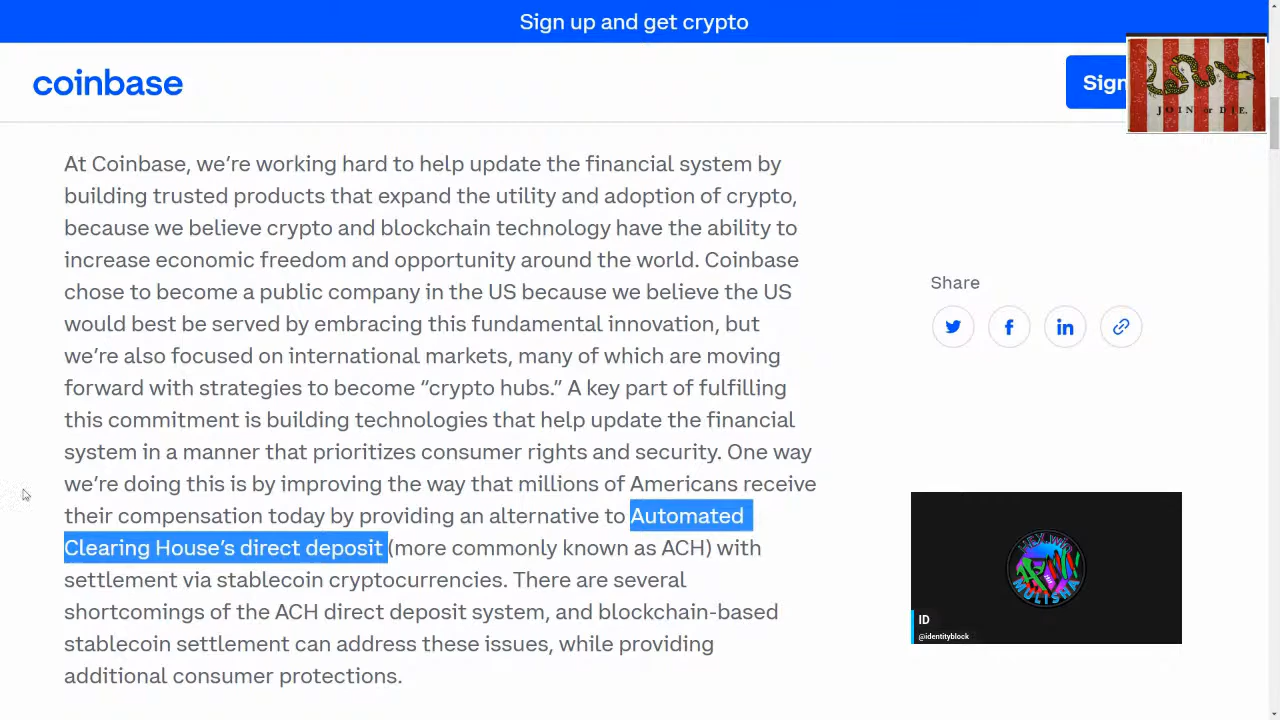 Sign up and get crypto
coinbase
Sign
JOIN or DIE.
At Coinbase, we’re working hard to help update the financial system by
building trusted products that expand the utility and adoption of crypto,
because we believe crypto and blockchain technology have the ability to
increase economic freedom and opportunity around the world. Coinbase
chose to become a public company in the US because we believe the US
would best be served by embracing this fundamental innovation, but
we’re also focused on international markets, many of which are moving
forward with strategies to become “crypto hubs.” A key part of fulfilling
this commitment is building technologies that help update the financial
system in a manner that prioritizes consumer rights and security. One way
we’re doing this is by improving the way that millions of Americans receive
their compensation today by providing an alternative to Automated
Clearing House’s direct deposit (more commonly known as ACH) with
settlement via stablecoin cryptocurrencies. There are several
shortcomings of the ACH direct deposit system, and blockchain-based
stablecoin settlement can address these issues, while providing
additional consumer protections.
Share
MULISHA
ID
@identityblock